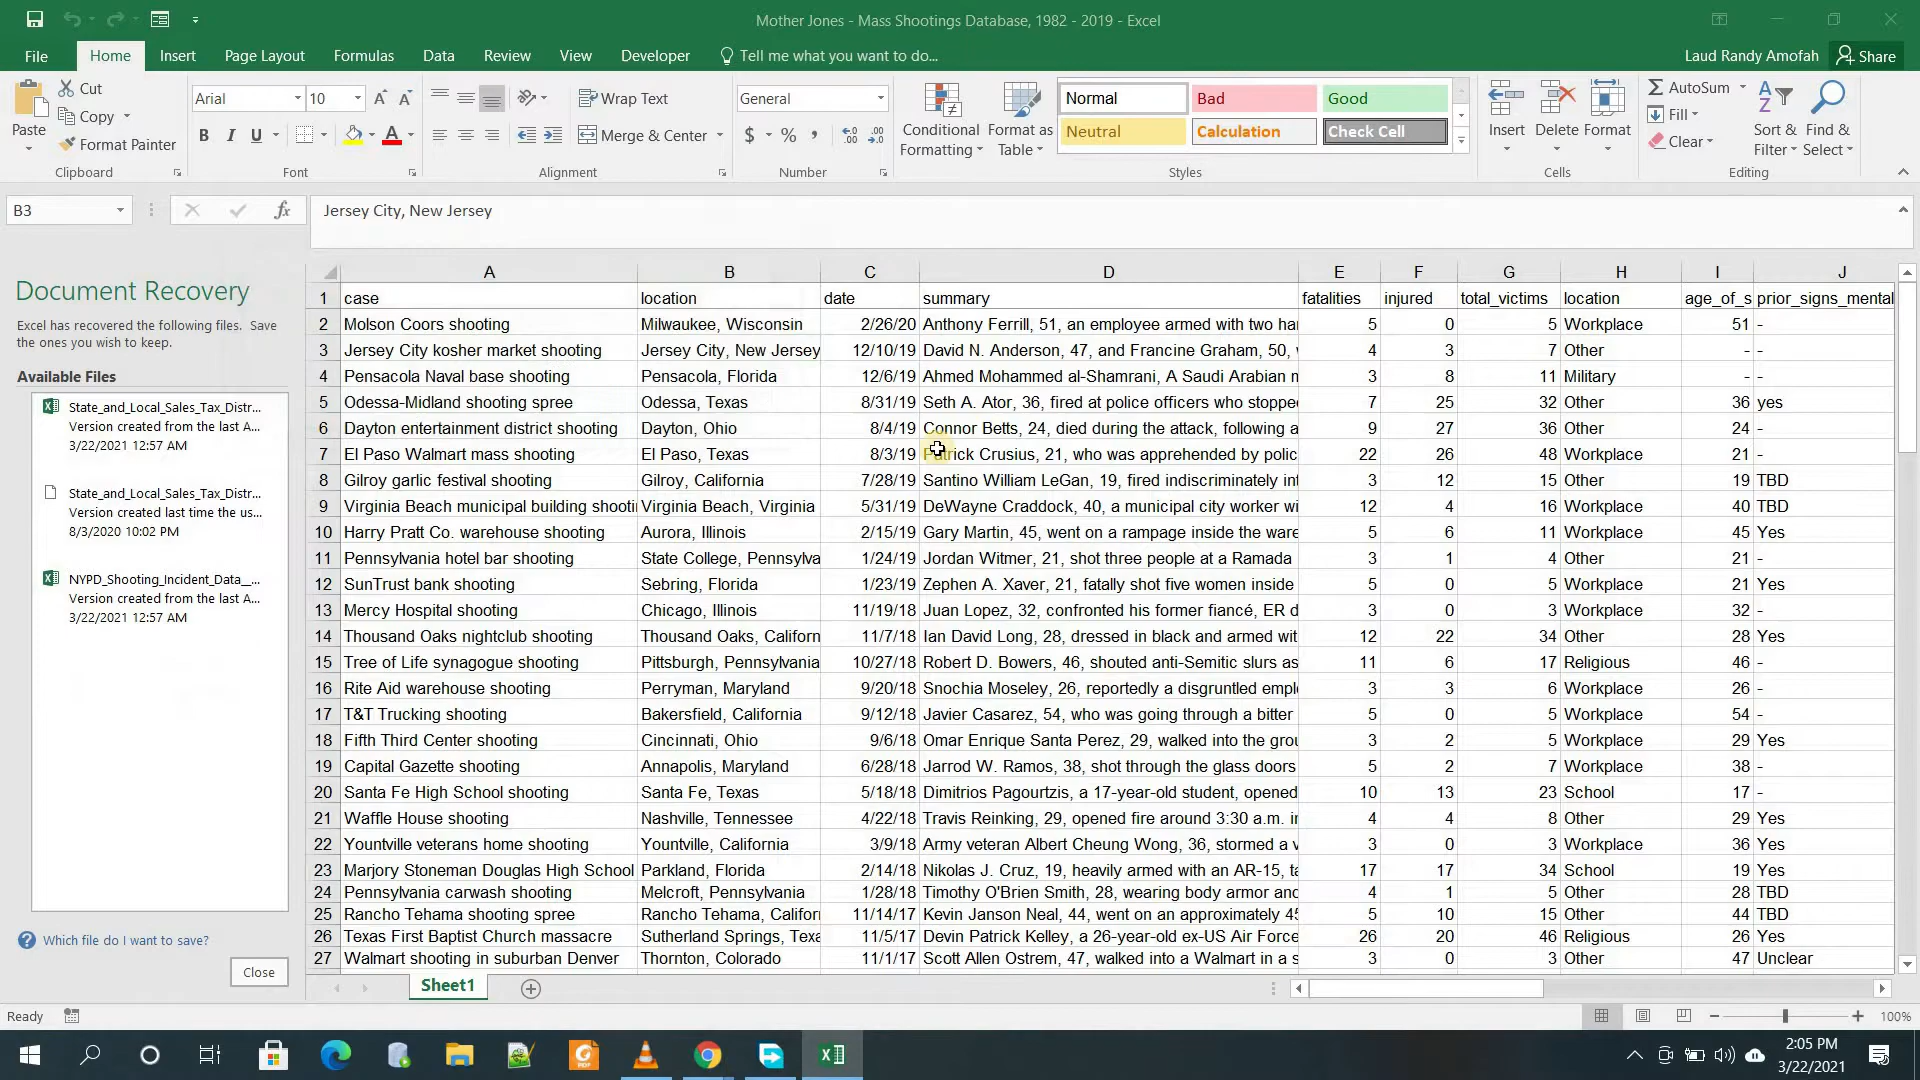 Mother Jones - Mass Shootings Database, 1982 - 2019 - Excel
File Home Insert Page Layout Formulas Data Review View Developer Tell me what you want to do... Laud Randy Amofah Share
Cut
Copy
Format Painter
Paste
Clipboard
Arial 10
B I U A
Font
Wrap Text
Merge & Center
Alignment
General
$ % ,
Number
Conditional Formatting
Format as Table
Normal Bad Good
Neutral Calculation Check Cell
Styles
Insert Delete Format
Cells
AutoSum
Fill
Clear
Sort & Filter
Find & Select
Editing
B3 fx Jersey City, New Jersey
Document Recovery
Excel has recovered the following files. Save
the ones you wish to keep.
Available Files
State_and_Local_Sales_Tax_Distr...
Version created from the last A...
3/22/2021 12:57 AM
State_and_Local_Sales_Tax_Distr...
Version created last time the us...
8/3/2020 10:02 PM
NYPD_Shooting_Incident_Data__...
Version created from the last A...
3/22/2021 12:57 AM
Which file do I want to save?
Close
A B C D E F G H I J
1 case location date summary fatalities injured total_victims location age_of_s prior_signs_mental
2 Molson Coors shooting Milwaukee, Wisconsin 2/26/20 Anthony Ferrill, 51, an employee armed with two har 5 0 5 Workplace 51 -
3 Jersey City kosher market shooting Jersey City, New Jersey 12/10/19 David N. Anderson, 47, and Francine Graham, 50, 4 3 7 Other - -
4 Pensacola Naval base shooting Pensacola, Florida 12/6/19 Ahmed Mohammed al-Shamrani, A Saudi Arabian m 3 8 11 Military - -
5 Odessa-Midland shooting spree Odessa, Texas 8/31/19 Seth A. Ator, 36, fired at police officers who stoppe 7 25 32 Other 36 yes
6 Dayton entertainment district shooting Dayton, Ohio 8/4/19 Connor Betts, 24, died during the attack, following a 9 27 36 Other 24 -
7 El Paso Walmart mass shooting El Paso, Texas 8/3/19 Patrick Crusius, 21, who was apprehended by polic 22 26 48 Workplace 21 -
8 Gilroy garlic festival shooting Gilroy, California 7/28/19 Santino William LeGan, 19, fired indiscriminately in 3 12 15 Other 19 TBD
9 Virginia Beach municipal building shooti Virginia Beach, Virginia 5/31/19 DeWayne Craddock, 40, a municipal city worker wi 12 4 16 Workplace 40 TBD
10 Harry Pratt Co. warehouse shooting Aurora, Illinois 2/15/19 Gary Martin, 45, went on a rampage inside the ware 5 6 11 Workplace 45 Yes
11 Pennsylvania hotel bar shooting State College, Pennsylva 1/24/19 Jordan Witmer, 21, shot three people at a Ramada 3 1 4 Other 21 -
12 SunTrust bank shooting Sebring, Florida 1/23/19 Zephen A. Xaver, 21, fatally shot five women inside 5 0 5 Workplace 21 Yes
13 Mercy Hospital shooting Chicago, Illinois 11/19/18 Juan Lopez, 32, confronted his former fiancé, ER d 3 0 3 Workplace 32 -
14 Thousand Oaks nightclub shooting Thousand Oaks, Californ 11/7/18 Ian David Long, 28, dressed in black and armed wit 12 22 34 Other 28 Yes
15 Tree of Life synagogue shooting Pittsburgh, Pennsylvania 10/27/18 Robert D. Bowers, 46, shouted anti-Semitic slurs as 11 6 17 Religious 46 -
16 Rite Aid warehouse shooting Perryman, Maryland 9/20/18 Snochia Moseley, 26, reportedly a disgruntled empl 3 3 6 Workplace 26 -
17 T&T Trucking shooting Bakersfield, California 9/12/18 Javier Casarez, 54, who was going through a bitter 5 0 5 Workplace 54 -
18 Fifth Third Center shooting Cincinnati, Ohio 9/6/18 Omar Enrique Santa Perez, 29, walked into the grou 3 2 5 Workplace 29 Yes
19 Capital Gazette shooting Annapolis, Maryland 6/28/18 Jarrod W. Ramos, 38, shot through the glass doors 5 2 7 Workplace 38 -
20 Santa Fe High School shooting Santa Fe, Texas 5/18/18 Dimitrios Pagourtzis, a 17-year-old student, opened 10 13 23 School 17 -
21 Waffle House shooting Nashville, Tennessee 4/22/18 Travis Reinking, 29, opened fire around 3:30 a.m. i 4 4 8 Other 29 Yes
22 Yountville veterans home shooting Yountville, California 3/9/18 Army veteran Albert Cheung Wong, 36, stormed a v 3 0 3 Workplace 36 Yes
23 Marjory Stoneman Douglas High School Parkland, Florida 2/14/18 Nikolas J. Cruz, 19, heavily armed with an AR-15, ta 17 17 34 School 19 Yes
24 Pennsylvania carwash shooting Melcroft, Pennsylvania 1/28/18 Timothy O'Brien Smith, 28, wearing body armor and 4 1 5 Other 28 TBD
25 Rancho Tehama shooting spree Rancho Tehama, Califor 11/14/17 Kevin Janson Neal, 44, went on an approximately 45 5 10 15 Other 44 TBD
26 Texas First Baptist Church massacre Sutherland Springs, Texa 11/5/17 Devin Patrick Kelley, a 26-year-old ex-US Air Force 26 20 46 Religious 26 Yes
27 Walmart shooting in suburban Denver Thornton, Colorado 11/1/17 Scott Allen Ostrem, 47, walked into a Walmart in a s 3 0 3 Other 47 Unclear
Sheet1
Ready 100%
2:05 PM
3/22/2021